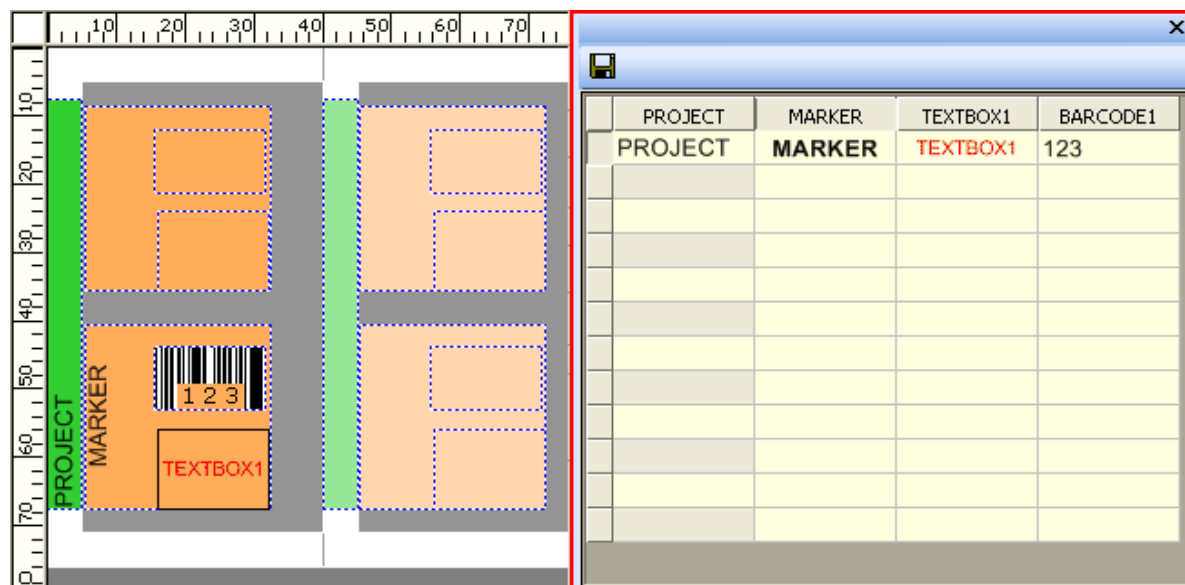 10 20 30 40 50 60 70
10
20
30
40
50
60
70
PROJECT
MARKER
1 2 3
TEXTBOX1
PROJECT MARKER TEXTBOX1 BARCODE1
PROJECT MARKER TEXTBOX1 123